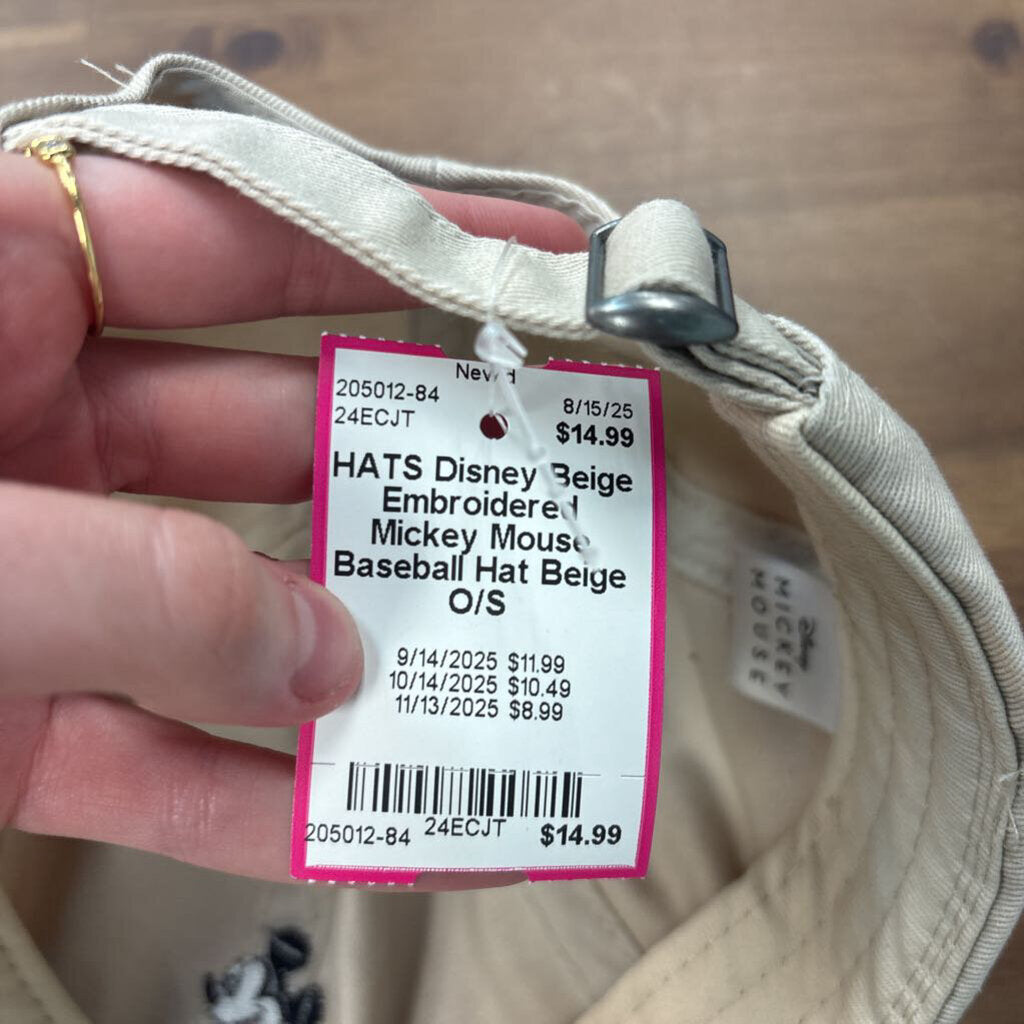 205012-84
24ECJT
8/15/25
$14.99
HATS Disney Beige
Embroidered
Mickey Mouse
Baseball Hat Beige
O/S
9/14/2025 $11.99
10/14/2025 $10.49
11/13/2025 $8.99
205012-84 24ECJT $14.99
Disney
MICKEY
MOUSE